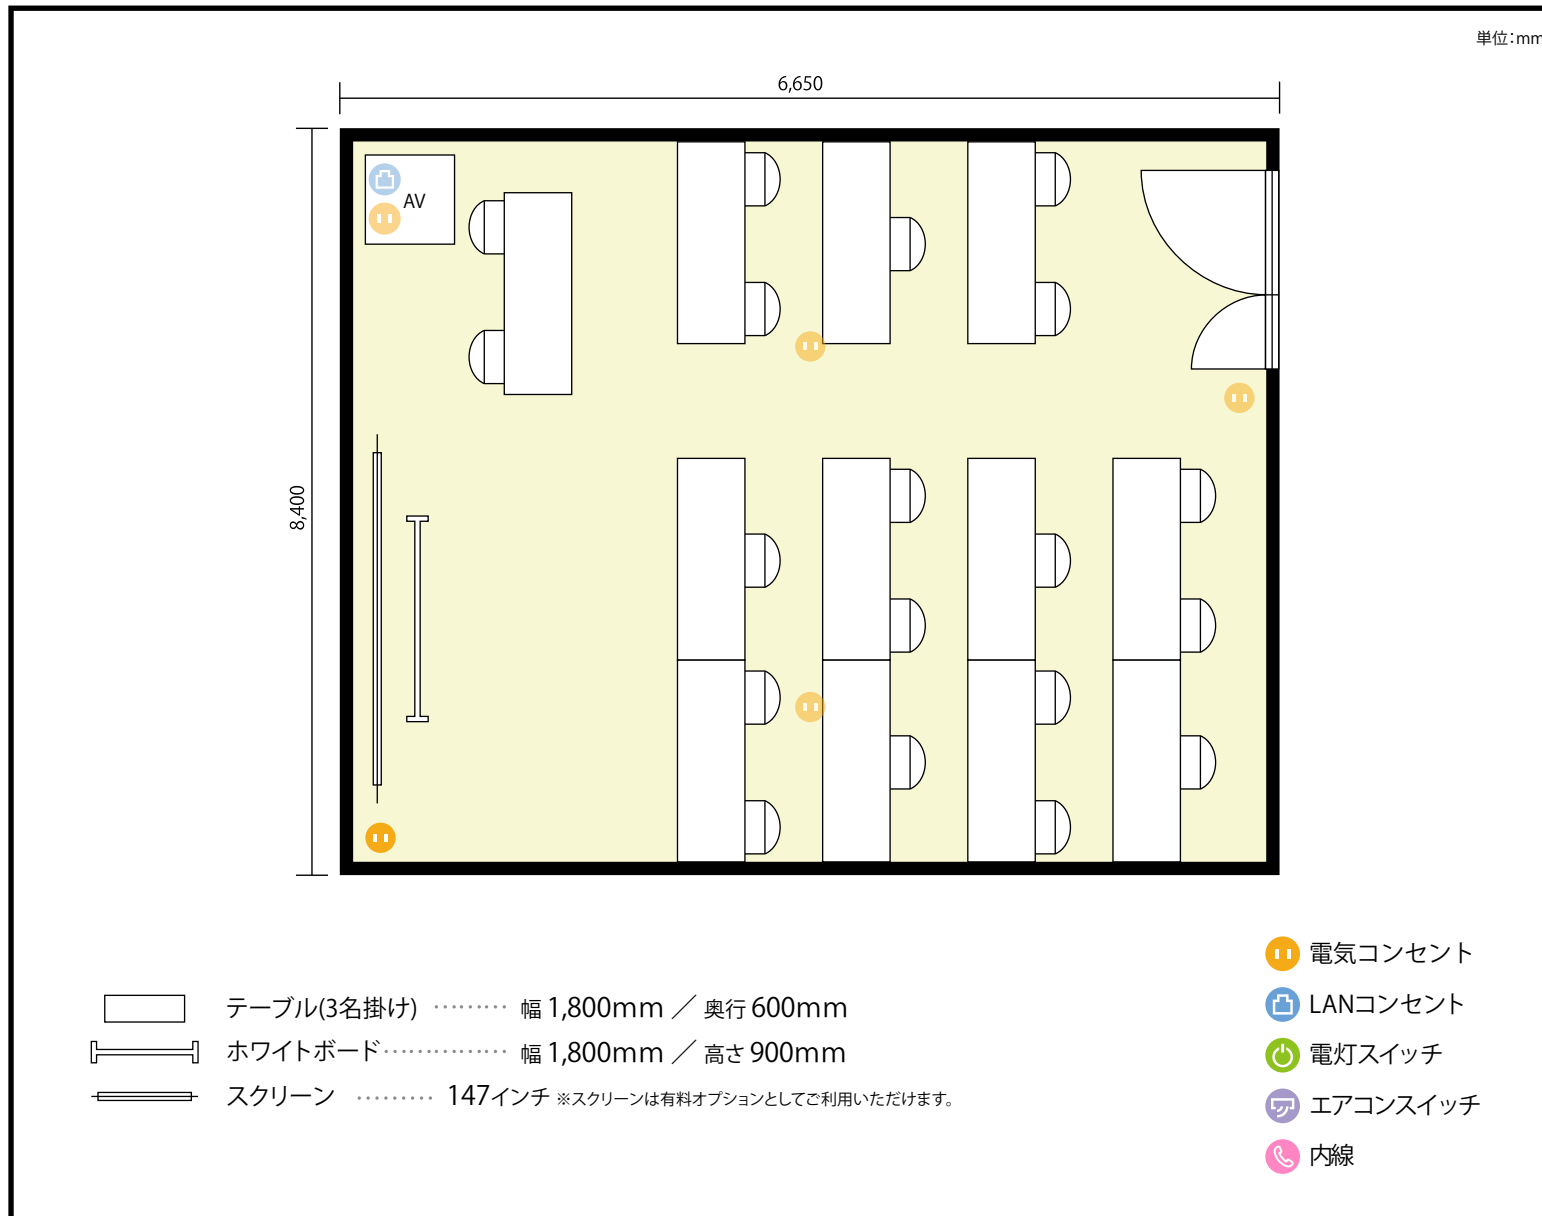 単位:mm
6,650
AV
8,400
テーブル(3名掛け) ……… 幅 1,800mm ／ 奥行 600mm
ホワイトボード …………… 幅 1,800mm ／ 高さ 900mm
スクリーン ……… 147インチ ※スクリーンは有料オプションとしてご利用いただけます。
電気コンセント
LANコンセント
電灯スイッチ
エアコンスイッチ
内線